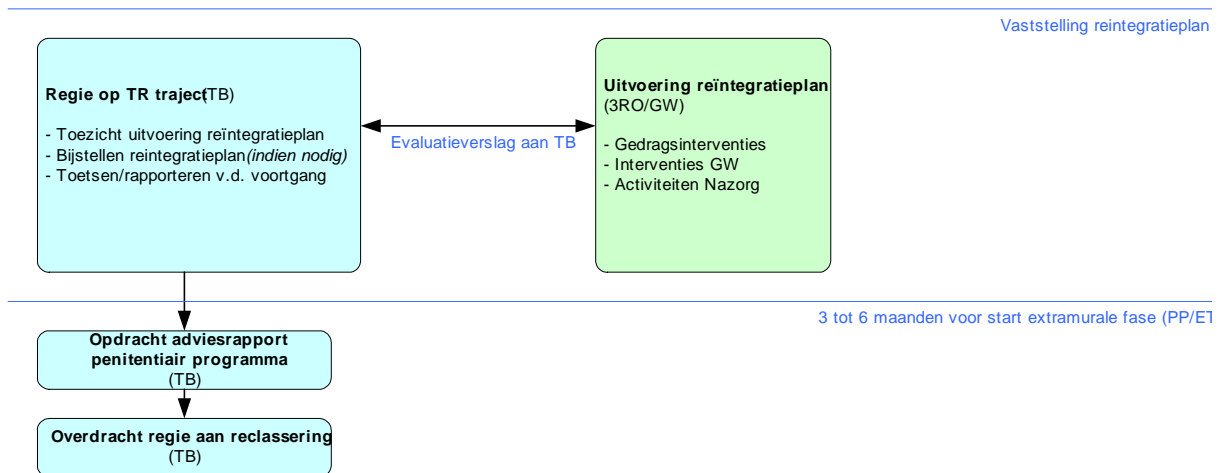 Vaststelling reintegratieplan
Regie op TR traject(TB)
- Toezicht uitvoering reïntegratieplan
- Bijstellen reintegratieplan(indien nodig)
- Toetsen/rapporteren v.d. voortgang
Evaluatieverslag aan TB
Uitvoering reïntegratieplan
(3RO/GW)
- Gedragsinterventies
- Interventies GW
- Activiteiten Nazorg
3 tot 6 maanden voor start extramurale fase (PP/ET
Opdracht adviesrapport
penitentiair programma
(TB)
Overdracht regie aan reclassering
(TB)